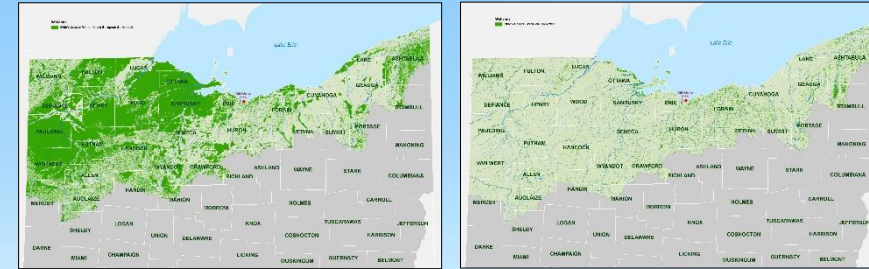 Wetlands
Lake Erie
WILLIAMS
FULTON
LUCAS
OTTAWA
DEFIANCE
HENRY
WOOD
SANDUSKY
ERIE
LORAIN
CUYAHOGA
LAKE
GEAUGA
ASHTABULA
TRUMBULL
PAULDING
PUTNAM
HANCOCK
SENECA
HURON
MEDINA
SUMMIT
PORTAGE
MAHONING
VAN WERT
ALLEN
WYANDOT
CRAWFORD
RICHLAND
ASHLAND
WAYNE
STARK
COLUMBIANA
MERCER
AUGLAIZE
HARDIN
MARION
MORROW
HOLMES
CARROLL
LOGAN
UNION
DELAWARE
KNOX
COSHOCTON
TUSCARAWAS
HARRISON
JEFFERSON
DARKE
SHELBY
MIAMI
CHAMPAIGN
LICKING
MUSKINGUM
GUERNSEY
BELMONT
Wetlands
Lake Erie
WILLIAMS
FULTON
LUCAS
OTTAWA
DEFIANCE
HENRY
WOOD
SANDUSKY
ERIE
LORAIN
CUYAHOGA
LAKE
GEAUGA
ASHTABULA
TRUMBULL
PAULDING
PUTNAM
HANCOCK
SENECA
HURON
MEDINA
SUMMIT
PORTAGE
MAHONING
VAN WERT
ALLEN
WYANDOT
CRAWFORD
RICHLAND
ASHLAND
WAYNE
STARK
COLUMBIANA
MERCER
AUGLAIZE
HARDIN
MARION
MORROW
HOLMES
CARROLL
LOGAN
UNION
DELAWARE
KNOX
COSHOCTON
TUSCARAWAS
HARRISON
JEFFERSON
DARKE
SHELBY
MIAMI
CHAMPAIGN
LICKING
MUSKINGUM
GUERNSEY
BELMONT